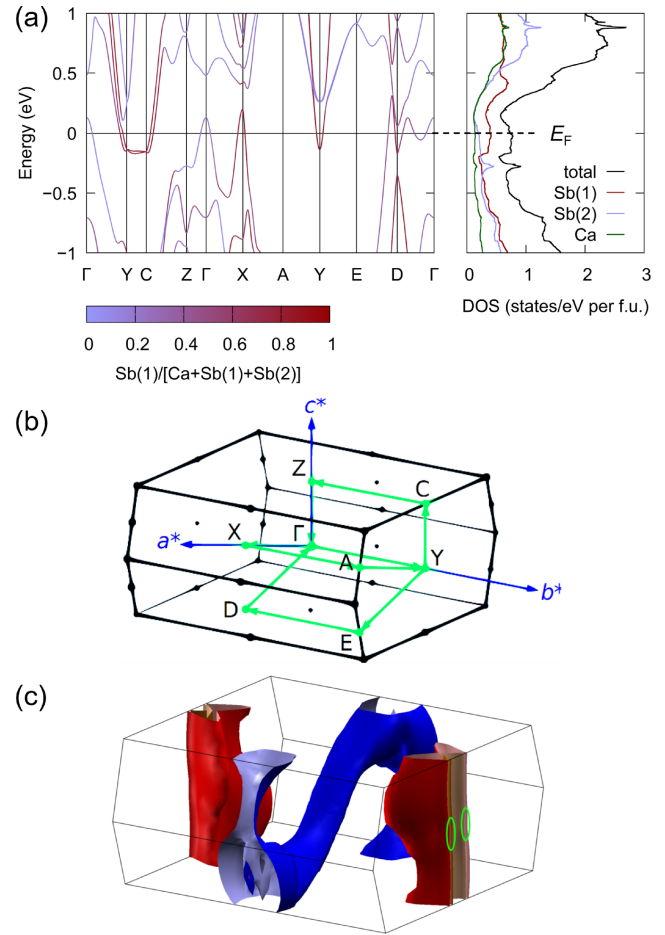 (a)
1
0.5
0
−0.5
−1
Energy (eV)
Γ Y C Z Γ X A Y E D Γ
E_F
total
Sb(1)
Sb(2)
Ca
0 1 2 3
DOS (states/eV per f.u.)
0 0.2 0.4 0.6 0.8 1
Sb(1)/[Ca+Sb(1)+Sb(2)]
(b)
c*
Z
C
X
Γ
a*
A
Y
b*
D
E
(c)